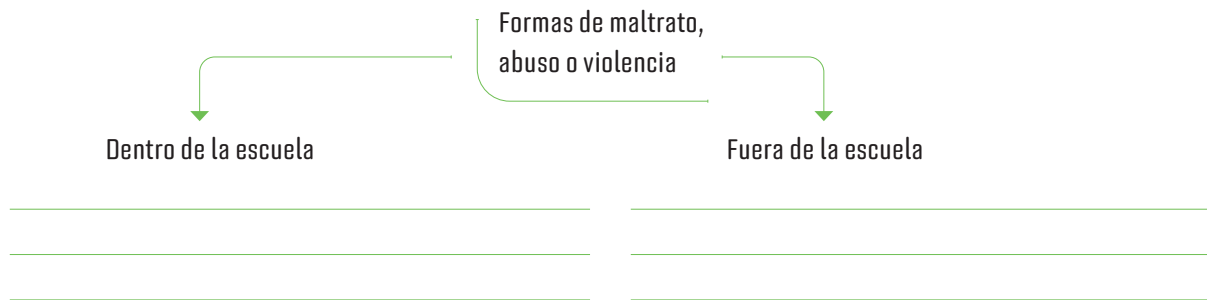 Formas de maltrato,
abuso o violencia
Dentro de la escuela
Fuera de la escuela